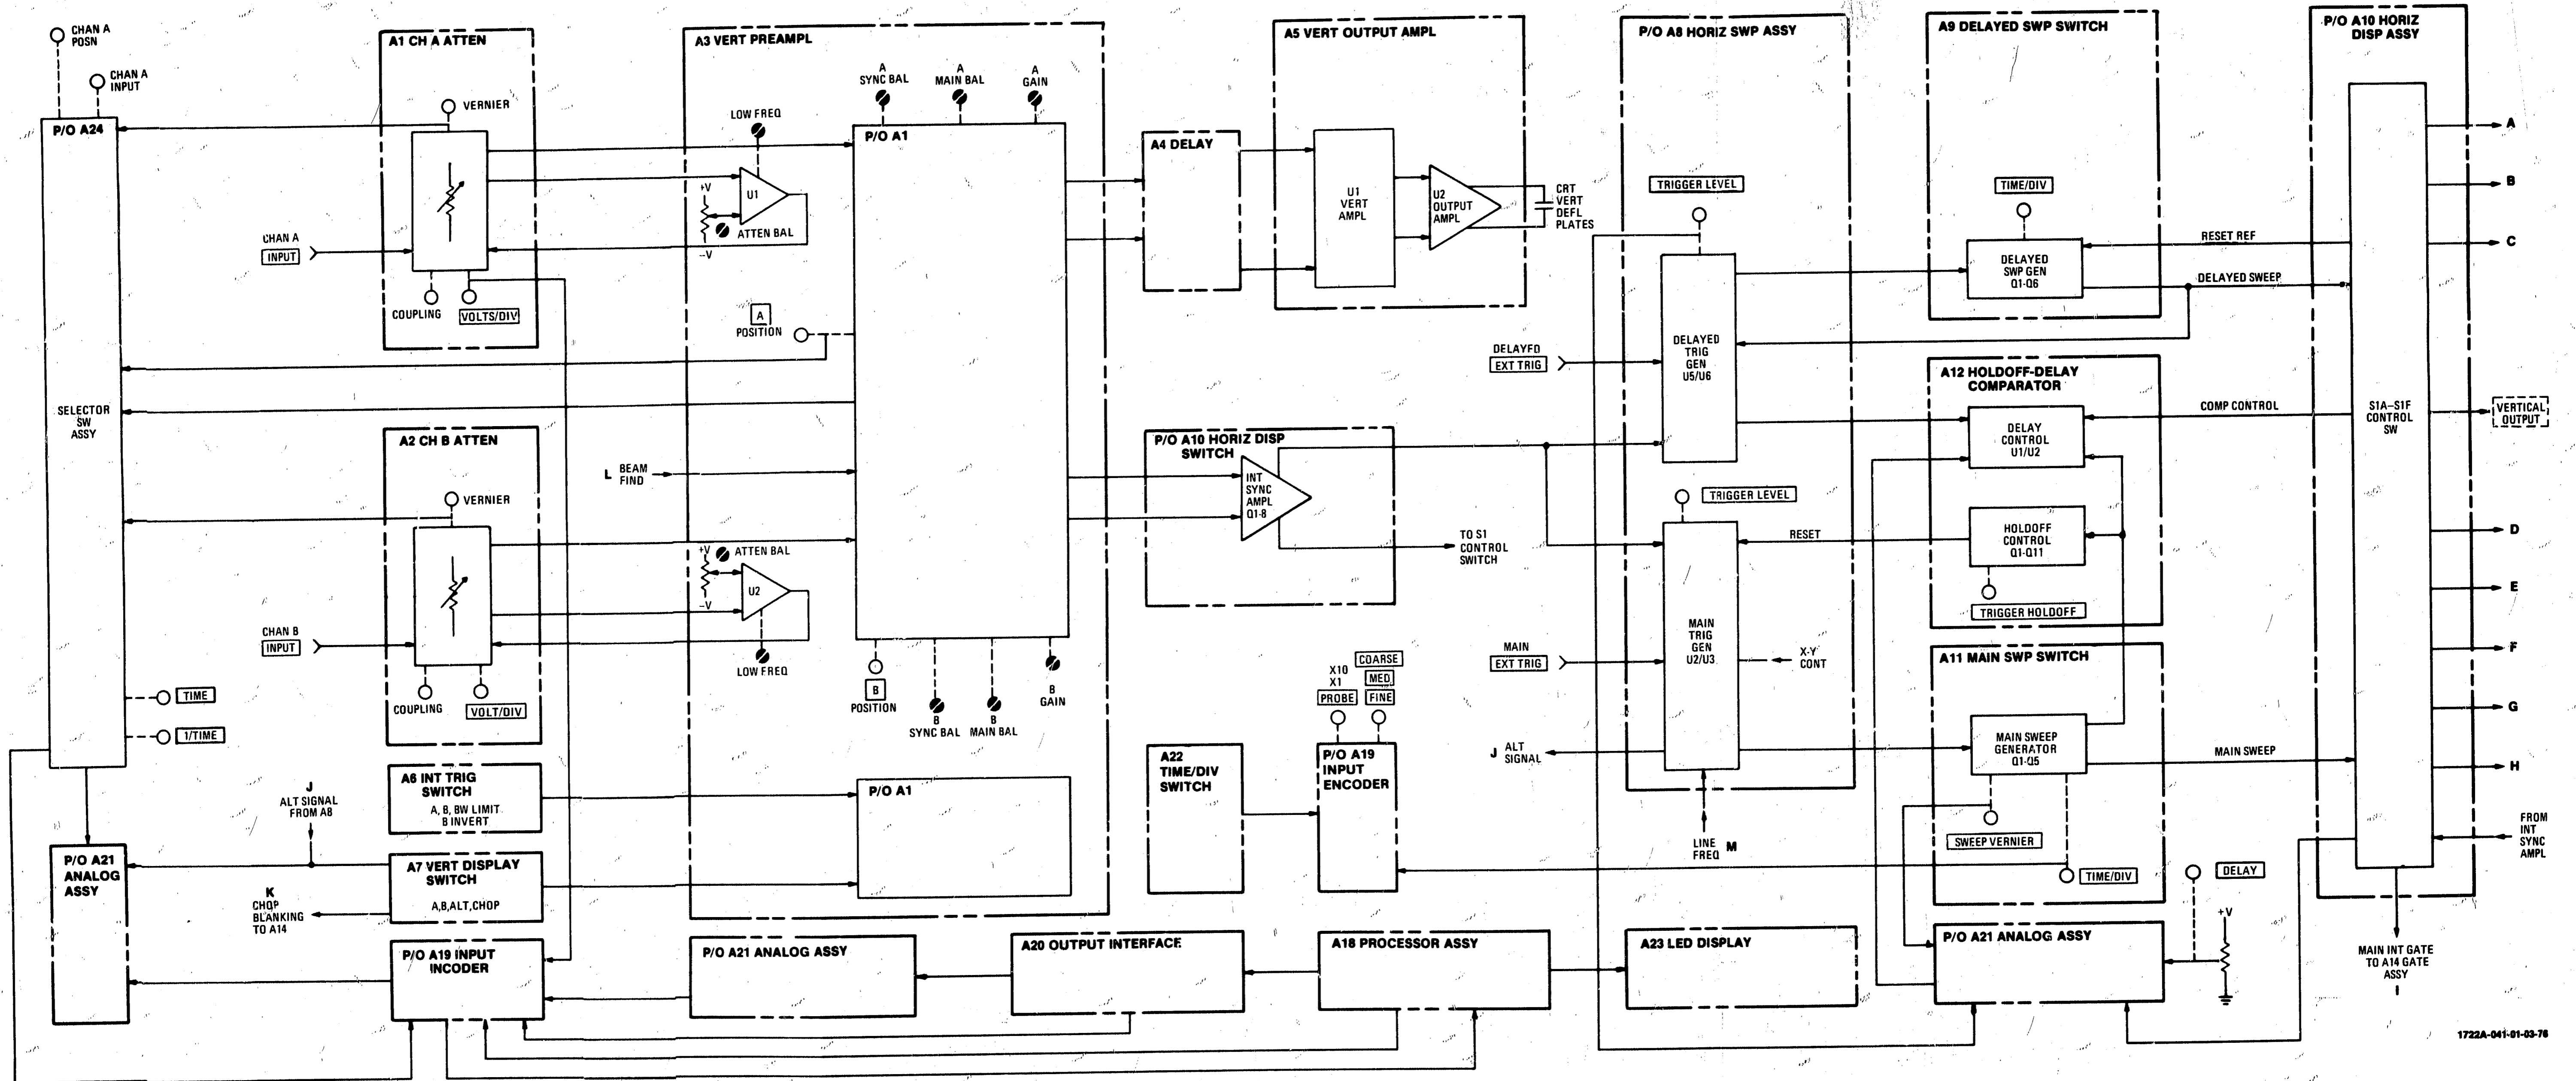 CHAN A
POSN
CHAN A
INPUT
P/O A24
SELECTOR
SW
ASSY
TIME
1/TIME
P/O A21
ANALOG
ASSY
A1 CH A ATTEN
VERNIER
CHAN A
INPUT
COUPLING
VOLTS/DIV
A2 CH B ATTEN
VERNIER
CHAN B
INPUT
COUPLING
VOLT/DIV
A6 INT TRIG
SWITCH
A, B, BW LIMIT
B INVERT
J
ALT SIGNAL
FROM A8
A7 VERT DISPLAY
SWITCH
A,B,ALT,CHOP
K
CHOP
BLANKING
TO A14
P/O A19 INPUT
INCODER
A3 VERT PREAMPL
A
SYNC BAL
A
MAIN BAL
A
GAIN
LOW FREQ
+V
U1
ATTEN BAL
-V
P/O A1
A
POSITION
L
BEAM
FIND
+V
ATTEN BAL
U2
-V
LOW FREQ
B
POSITION
B
SYNC BAL
B
MAIN BAL
B
GAIN
P/O A1
P/O A21 ANALOG ASSY
A20 OUTPUT INTERFACE
A18 PROCESSOR ASSY
A23 LED DISPLAY
A4 DELAY
A5 VERT OUTPUT AMPL
U1
VERT
AMPL
U2
OUTPUT
AMPL
CRT
VERT
DEFL
PLATES
P/O A10 HORIZ DISP
SWITCH
INT
SYNC
AMPL
Q1-8
TO S1
CONTROL
SWITCH
A22
TIME/DIV
SWITCH
X10
X1
PROBE
COARSE
MED
FINE
P/O A19
INPUT
ENCODER
P/O A8 HORIZ SWP ASSY
TRIGGER LEVEL
DELAYED
TRIG
GEN
U5/U6
DELAYED
EXT TRIG
TRIGGER LEVEL
MAIN
TRIG
GEN
U2/U3
MAIN
EXT TRIG
X-Y
CONT
J
ALT
SIGNAL
LINE
FREQ
M
A9 DELAYED SWP SWITCH
TIME/DIV
DELAYED
SWP GEN
Q1-Q6
RESET REF
DELAYED SWEEP
A12 HOLDOFF-DELAY
COMPARATOR
DELAY
CONTROL
U1/U2
COMP CONTROL
HOLDOFF
CONTROL
Q1-Q11
RESET
TRIGGER HOLDOFF
A11 MAIN SWP SWITCH
MAIN SWEEP
GENERATOR
Q1-Q5
MAIN SWEEP
SWEEP VERNIER
TIME/DIV
DELAY
+V
P/O A21 ANALOG ASSY
P/O A10 HORIZ
DISP ASSY
S1A-S1F
CONTROL
SW
A
B
C
VERTICAL
OUTPUT
D
E
F
G
H
FROM
INT
SYNC
AMPL
MAIN INT GATE
TO A14 GATE
ASSY
I
1722A-041-01-03-76